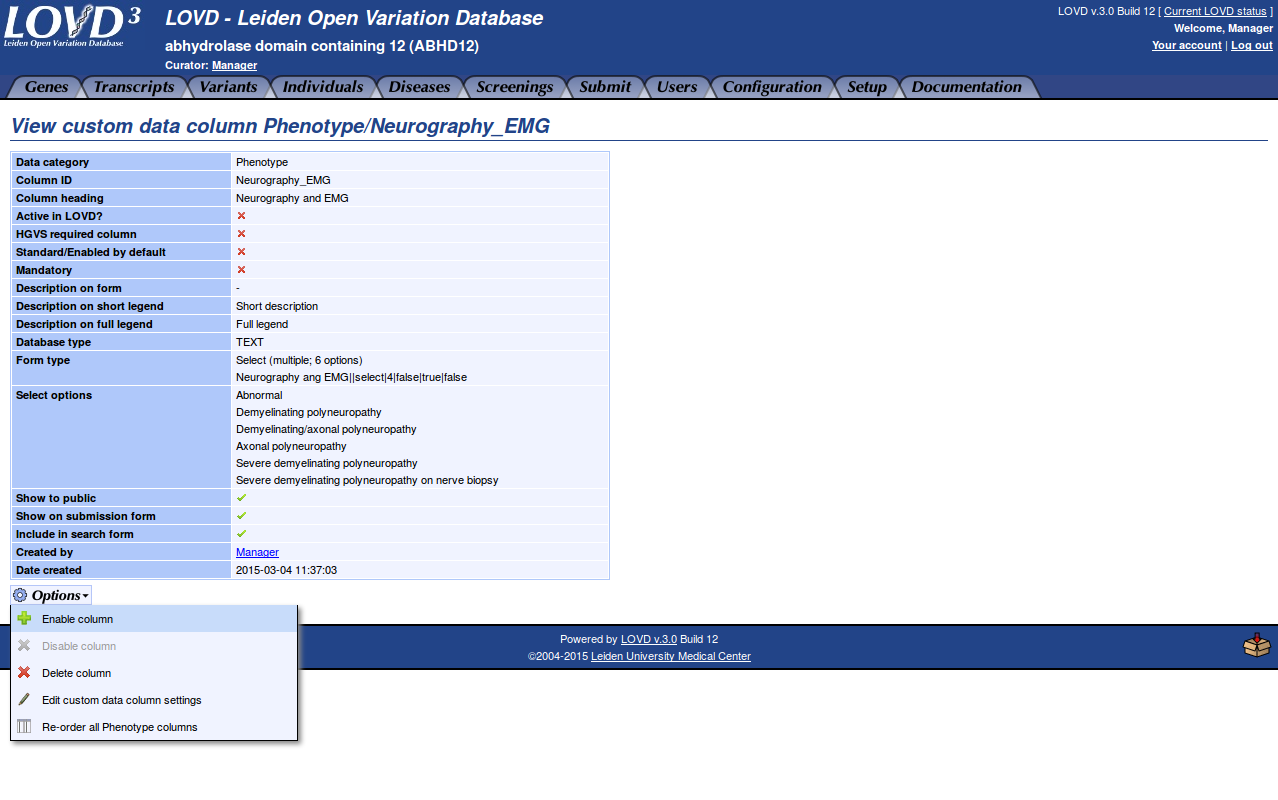 LOVD 3
Leiden Open Variation Database
LOVD - Leiden Open Variation Database
abhydrolase domain containing 12 (ABHD12)
Curator: Manager
LOVD v.3.0 Build 12 [ Current LOVD status ]
Welcome, Manager
Your account | Log out
Genes Transcripts Variants Individuals Diseases Screenings Submit Users Configuration Setup Documentation
View custom data column Phenotype/Neurography_EMG
Data category Phenotype
Column ID Neurography_EMG
Column heading Neurography and EMG
Active in LOVD?
HGVS required column
Standard/Enabled by default
Mandatory
Description on form -
Description on short legend Short description
Description on full legend Full legend
Database type TEXT
Form type Select (multiple; 6 options)
Neurography ang EMG||select|4|false|true|false
Select options Abnormal
Demyelinating polyneuropathy
Demyelinating/axonal polyneuropathy
Axonal polyneuropathy
Severe demyelinating polyneuropathy
Severe demyelinating polyneuropathy on nerve biopsy
Show to public
Show on submission form
Include in search form
Created by Manager
Date created 2015-03-04 11:37:03
Options
Enable column
Disable column
Delete column
Edit custom data column settings
Re-order all Phenotype columns
Powered by LOVD v.3.0 Build 12
©2004-2015 Leiden University Medical Center